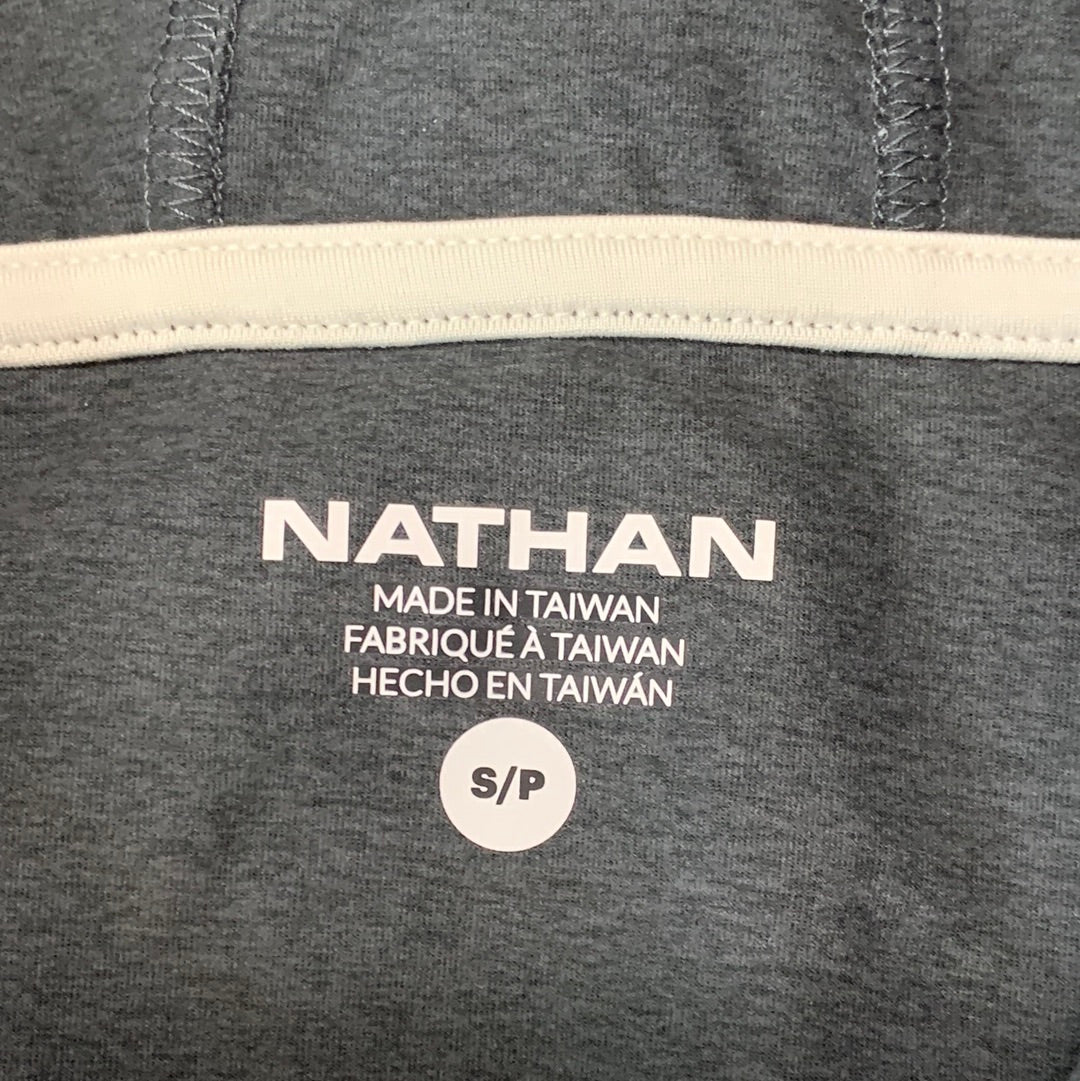 NATHAN
MADE IN TAIWAN
FABRIQUÉ À TAIWAN
HECHO EN TAIWÁN
S/P